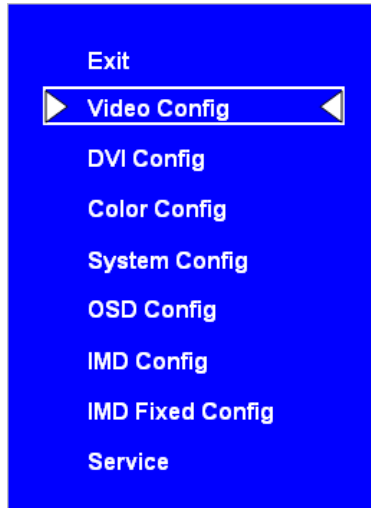 Exit
Video Config
DVI Config
Color Config
System Config
OSD Config
IMD Config
IMD Fixed Config
Service